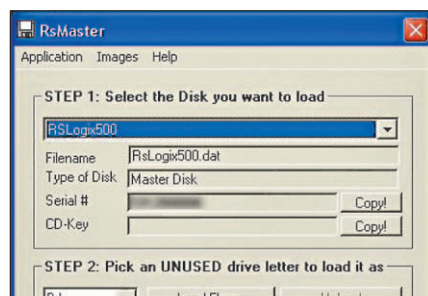 RsMaster
Application Images Help
STEP 1: Select the Disk you want to load
RSLogix500
Filename RsLogix500.dat
Type of Disk Master Disk
Serial # Copy!
CD-Key Copy!
STEP 2: Pick an UNUSED drive letter to load it as